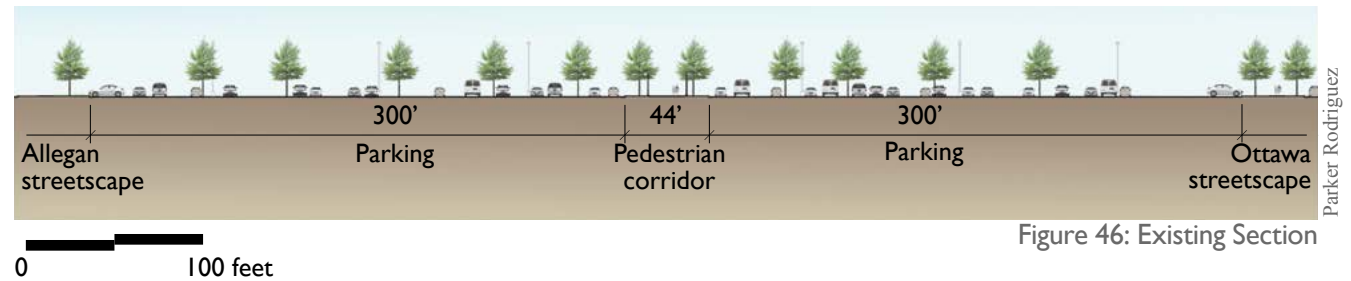 300’
44’
300’
Allegan
streetscape
Parking
Pedestrian
corridor
Parking
Ottawa
streetscape
Parker Rodriguez
Figure 46: Existing Section
0
100 feet